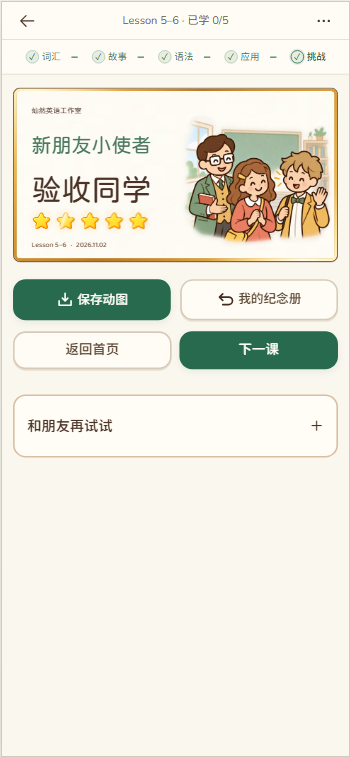 Lesson 5–6 · 已学 0/5
词汇 – 故事 – 语法 – 应用 – 挑战
灿然英语工作室
新朋友小使者
验收同学
Lesson 5–6 · 2026.11.02
保存动图
我的纪念册
返回首页
下一课
和朋友再试试